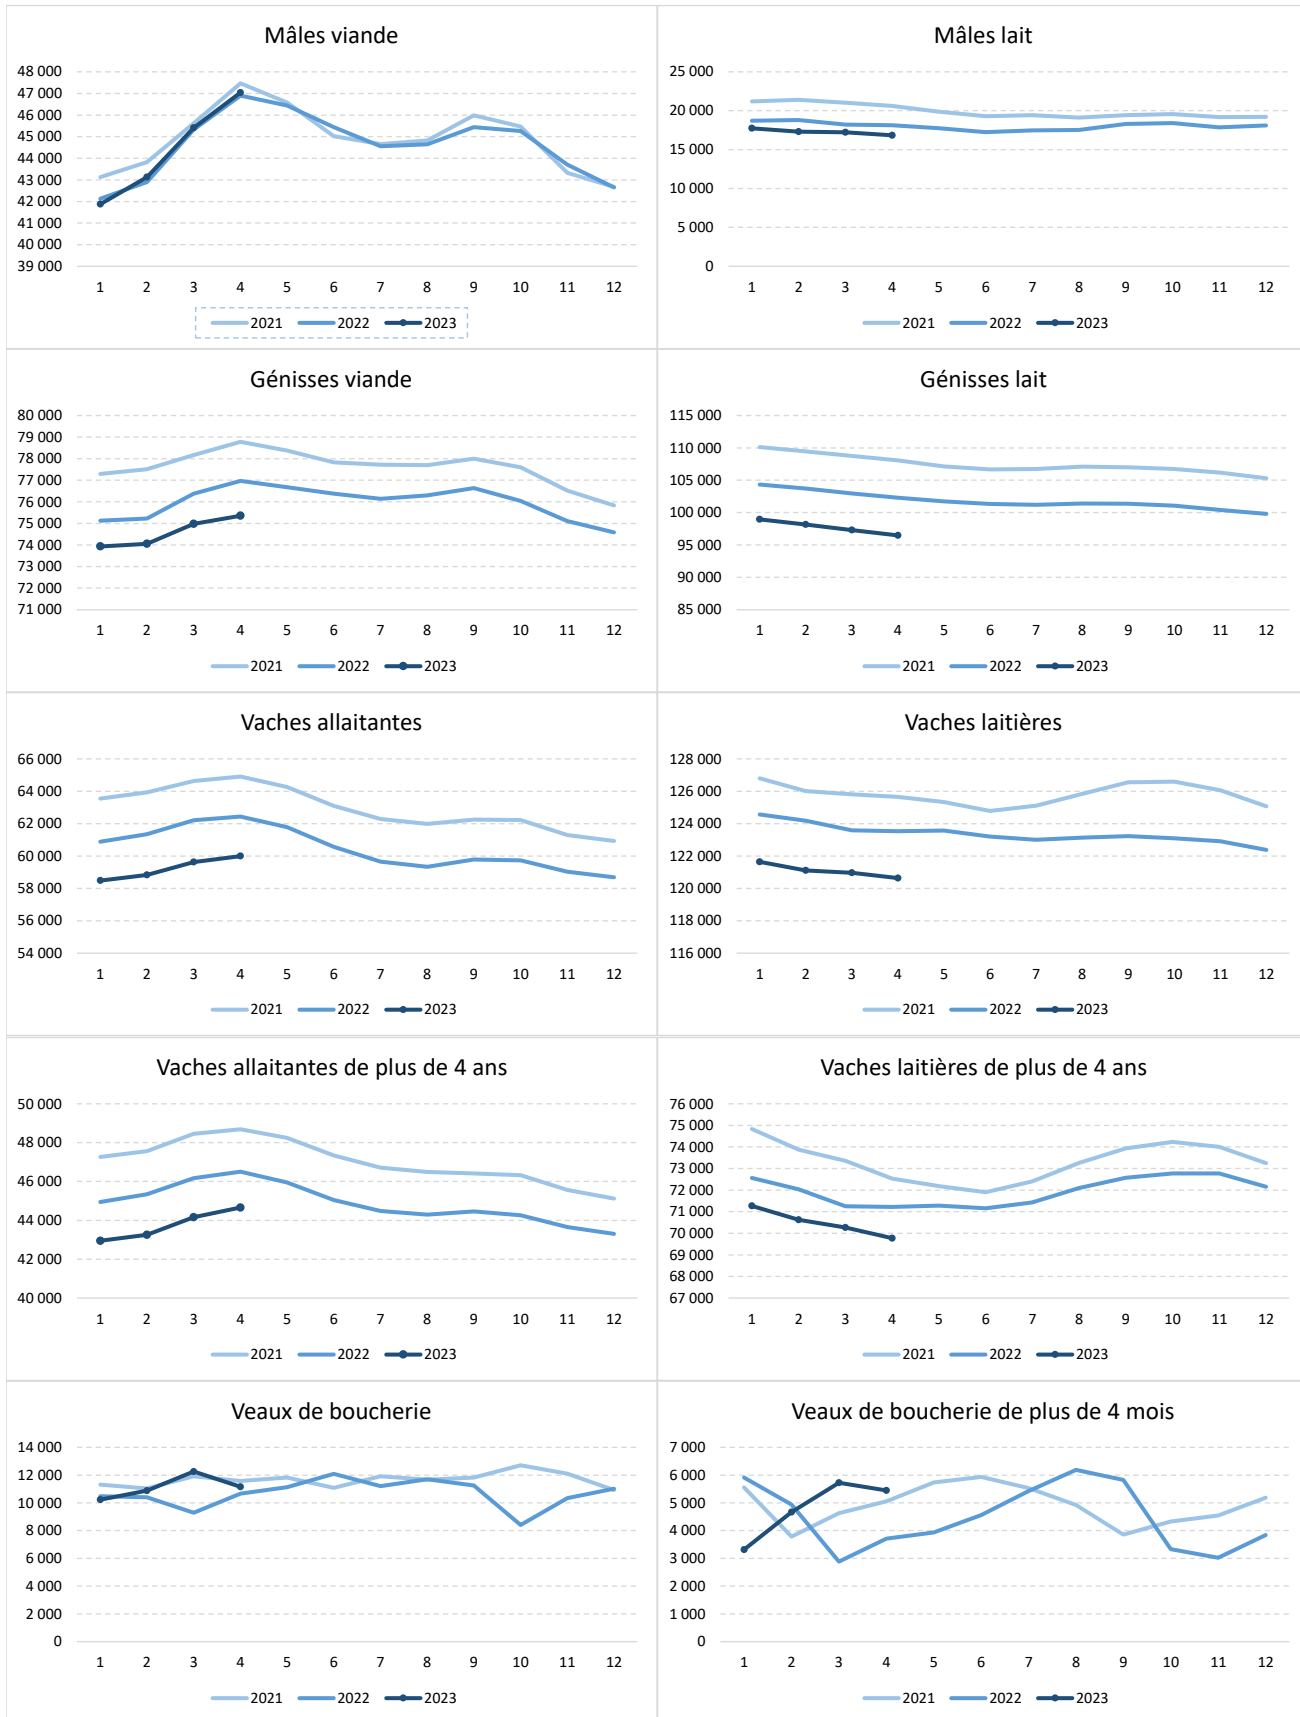 Mâles viande
48 000
47 000
46 000
45 000
44 000
43 000
42 000
41 000
40 000
39 000
1 2 3 4 5 6 7 8 9 10 11 12
2021 2022 2023
Mâles lait
25 000
20 000
15 000
10 000
5 000
0
1 2 3 4 5 6 7 8 9 10 11 12
2021 2022 2023
Génisses viande
80 000
79 000
78 000
77 000
76 000
75 000
74 000
73 000
72 000
71 000
1 2 3 4 5 6 7 8 9 10 11 12
2021 2022 2023
Génisses lait
115 000
110 000
105 000
100 000
95 000
90 000
85 000
1 2 3 4 5 6 7 8 9 10 11 12
2021 2022 2023
Vaches allaitantes
66 000
64 000
62 000
60 000
58 000
56 000
54 000
1 2 3 4 5 6 7 8 9 10 11 12
2021 2022 2023
Vaches laitières
128 000
126 000
124 000
122 000
120 000
118 000
116 000
1 2 3 4 5 6 7 8 9 10 11 12
2021 2022 2023
Vaches allaitantes de plus de 4 ans
50 000
48 000
46 000
44 000
42 000
40 000
1 2 3 4 5 6 7 8 9 10 11 12
2021 2022 2023
Vaches laitières de plus de 4 ans
76 000
75 000
74 000
73 000
72 000
71 000
70 000
69 000
68 000
67 000
1 2 3 4 5 6 7 8 9 10 11 12
2021 2022 2023
Veaux de boucherie
14 000
12 000
10 000
8 000
6 000
4 000
2 000
0
1 2 3 4 5 6 7 8 9 10 11 12
2021 2022 2023
Veaux de boucherie de plus de 4 mois
7 000
6 000
5 000
4 000
3 000
2 000
1 000
0
1 2 3 4 5 6 7 8 9 10 11 12
2021 2022 2023